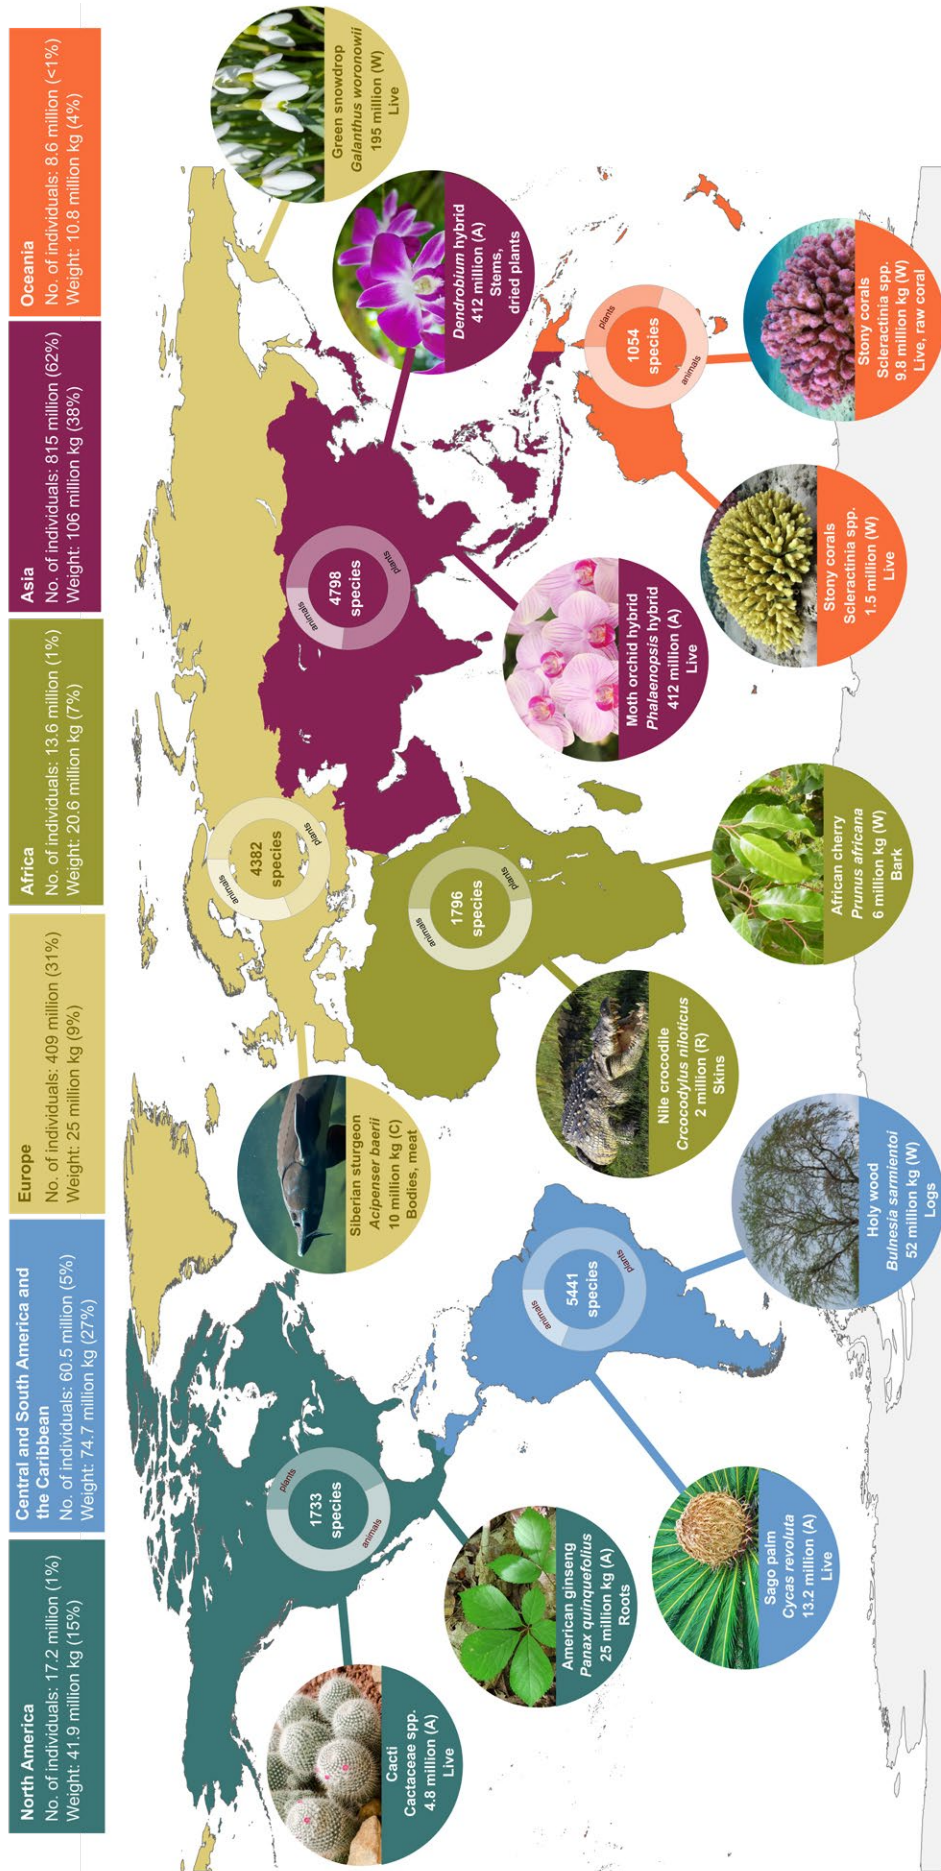 North America
No. of individuals: 17.2 million (1%)
Weight: 41.9 million kg (15%)
Central and South America and
the Caribbean
No. of individuals: 60.5 million (5%)
Weight: 74.7 million kg (27%)
Europe
No. of individuals: 409 million (31%)
Weight: 25 million kg (9%)
Africa
No. of individuals: 13.6 million (1%)
Weight: 20.6 million kg (7%)
Asia
No. of individuals: 815 million (62%)
Weight: 106 million kg (38%)
Oceania
No. of individuals: 8.6 million (<1%)
Weight: 10.8 million kg (4%)
Green snowdrop
Galanthus woronowii
195 million (W)
Live
4382
species
animals
plants
Siberian sturgeon
Acipenser baerii
10 million kg (C)
Bodies, meat
1733
species
plants
animals
Cacti
Cactaceae spp.
4.8 million (A)
Live
4798
species
animals
plants
Dendrobium hybrid
412 million (A)
Stems,
dried plants
American ginseng
Panax quinquefolius
25 million kg (A)
Roots
1796
species
animals
plants
5441
species
animals
plants
Nile crocodile
Crcocodylus niloticus
2 million (R)
Skins
Moth orchid hybrid
Phalaenopsis hybrid
412 million (A)
Live
1054
species
plants
animals
Sago palm
Cycas revoluta
13.2 million (A)
Live
Holy wood
Bulnesia sarmientoi
52 million kg (W)
Logs
African cherry
Prunus africana
6 million kg (W)
Bark
Stony corals
Scleractinia spp.
1.5 million (W)
Live
Stony corals
Scleractinia spp.
9.8 million kg (W)
Live, raw coral